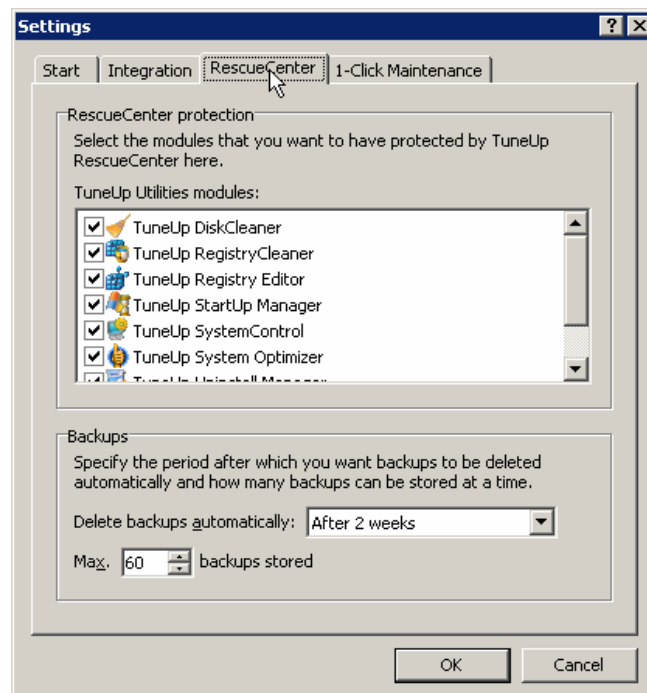 Settings
Start Integration RescueCenter 1-Click Maintenance
RescueCenter protection
Select the modules that you want to have protected by TuneUp
RescueCenter here.
TuneUp Utilities modules:
TuneUp DiskCleaner
TuneUp RegistryCleaner
TuneUp Registry Editor
TuneUp StartUp Manager
TuneUp SystemControl
TuneUp System Optimizer
TuneUp Uninstall Manager
Backups
Specify the period after which you want backups to be deleted
automatically and how many backups can be stored at a time.
Delete backups automatically: After 2 weeks
Max. 60 backups stored
OK Cancel